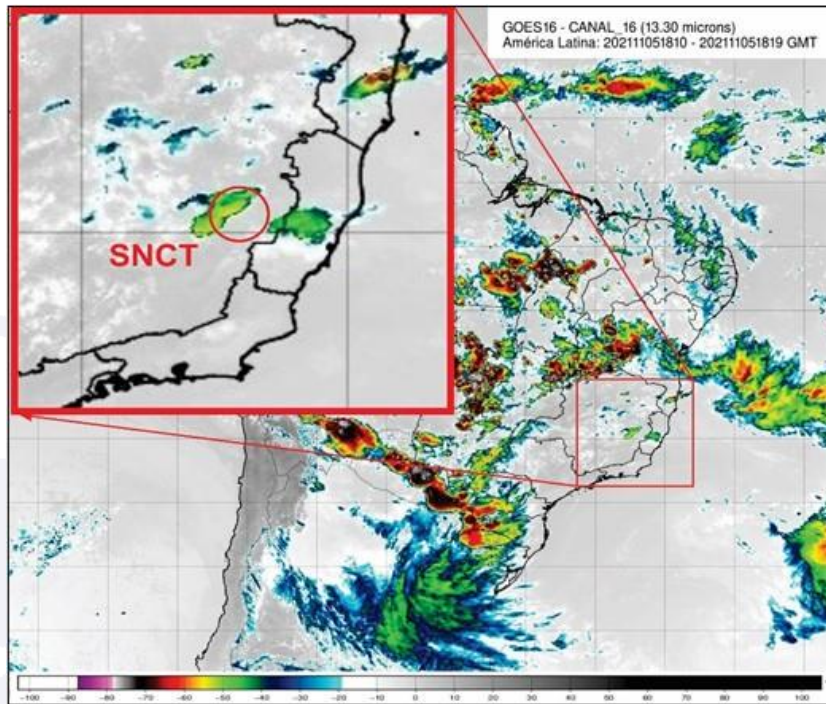 GOES16 - CANAL_16 (13.30 microns)
América Latina: 202111051810 - 202111051819 GMT
SNCT
-100 -90 -80 -70 -60 -50 -40 -30 -20 -10 0 10 20 30 40 50 60 70 80 90 100